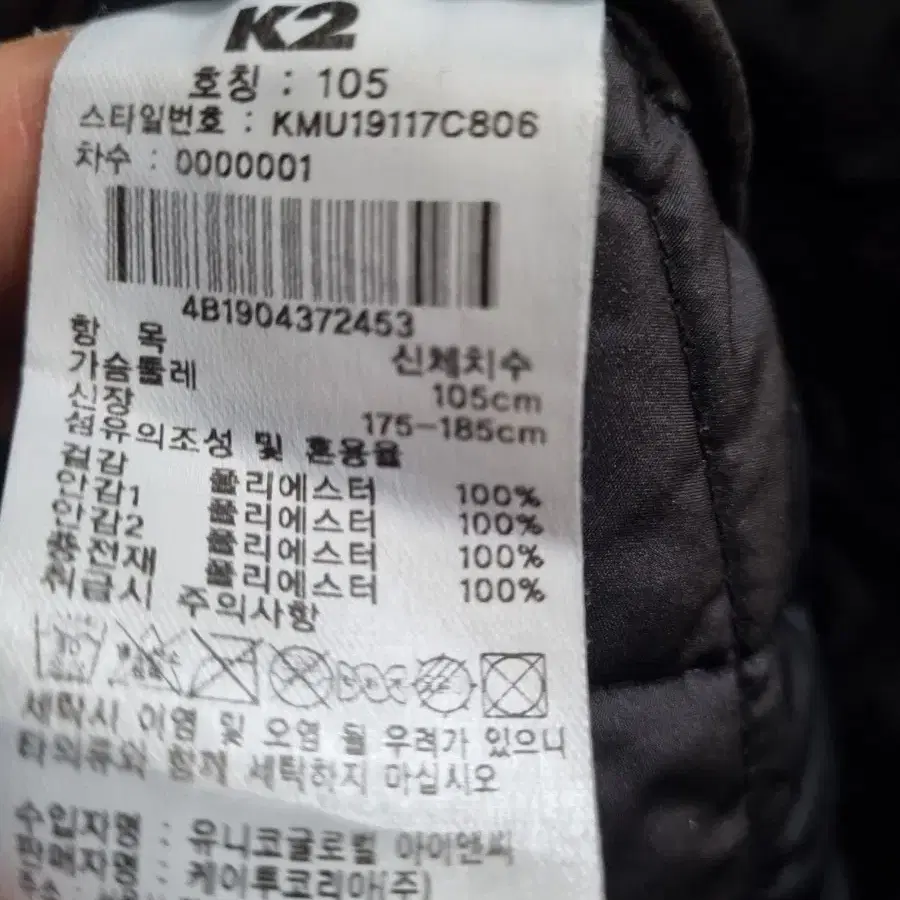 K2
호칭 : 105
스타일번호 : KMU19117C806
차수 : 0000001
4B1904372453
항 목 신체치수
가슴둘레 105cm
신장 175-185cm
섬유의조성 및 혼용율
겉감 폴리에스터 100%
안감1 폴리에스터 100%
안감2 폴리에스터 100%
충전재 폴리에스터 100%
취급시 주의사항
세탁시 이염 및 오염 될 우려가 있으니
타의류와 함께 세탁하지 마십시오
수입자명 : 유니코글로벌 아이앤씨
판매자명 : 케이투코리아(주)